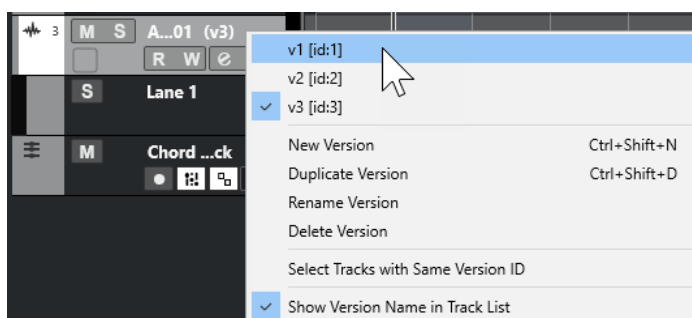 3 M S A...01 (v3)
R W e
S Lane 1
M Chord ...ck
v1 [id:1]
v2 [id:2]
v3 [id:3]
New Version Ctrl+Shift+N
Duplicate Version Ctrl+Shift+D
Rename Version
Delete Version
Select Tracks with Same Version ID
Show Version Name in Track List